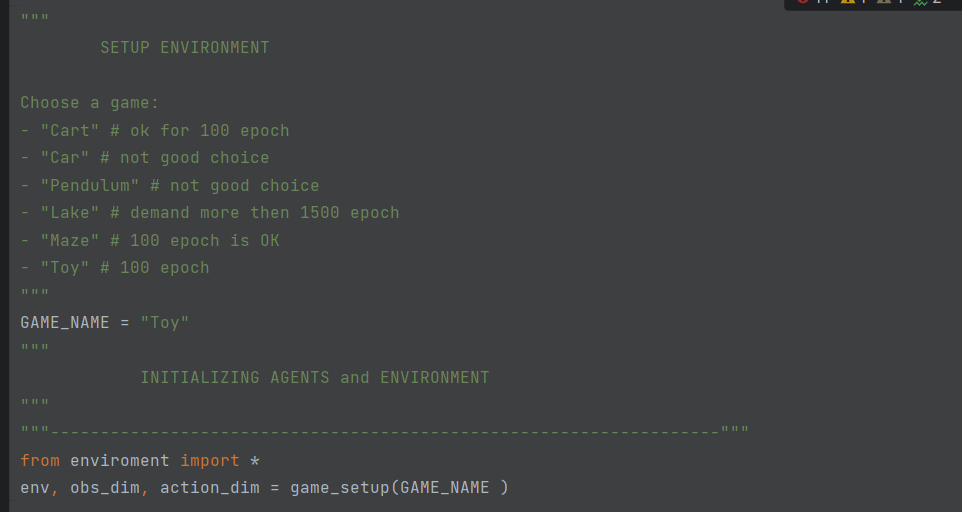 """
        SETUP ENVIRONMENT

Choose a game:
- "Cart" # ok for 100 epoch
- "Car" # not good choice
- "Pendulum" # not good choice
- "Lake" # demand more then 1500 epoch
- "Maze" # 100 epoch is OK
- "Toy" # 100 epoch
"""
GAME_NAME = "Toy"
"""
            INITIALIZING AGENTS and ENVIRONMENT
"""
"""-------------------------------------------------------------------"""
from enviroment import *
env, obs_dim, action_dim = game_setup(GAME_NAME )